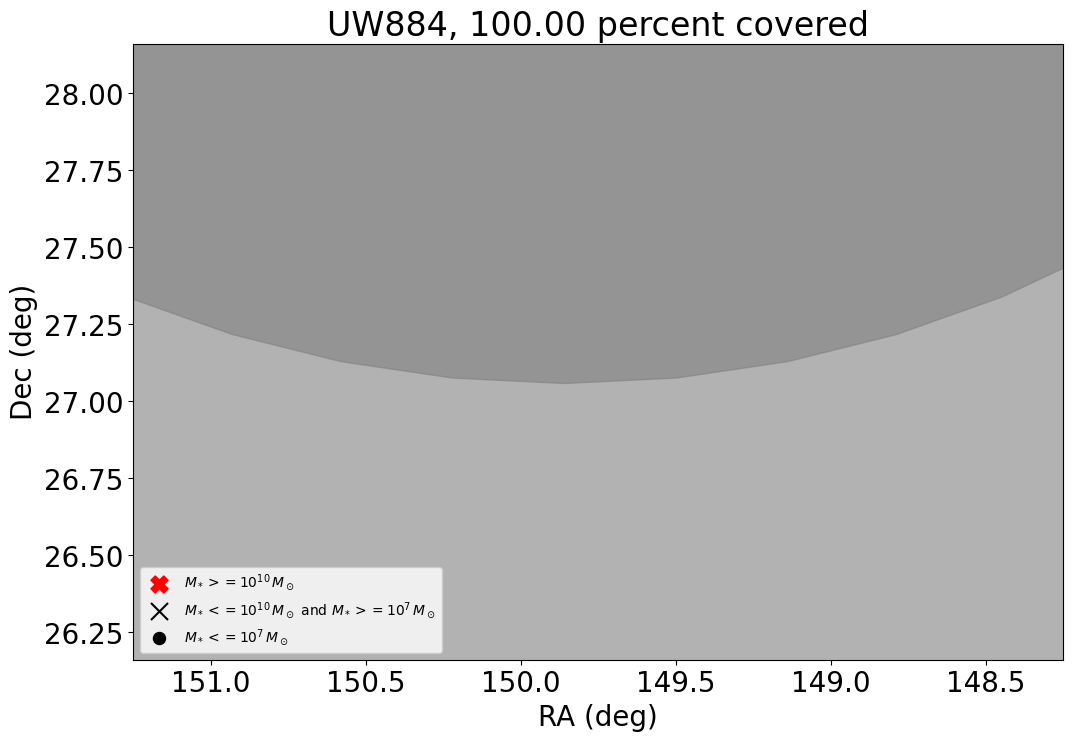 UW884, 100.00 percent covered
28.00
27.75
27.50
27.25
27.00
26.75
26.50
26.25
Dec (deg)
M* >= 10^10 M⊙
M* <= 10^10 M⊙ and M* >= 10^7 M⊙
M* <= 10^7 M⊙
151.0 150.5 150.0 149.5 149.0 148.5
RA (deg)